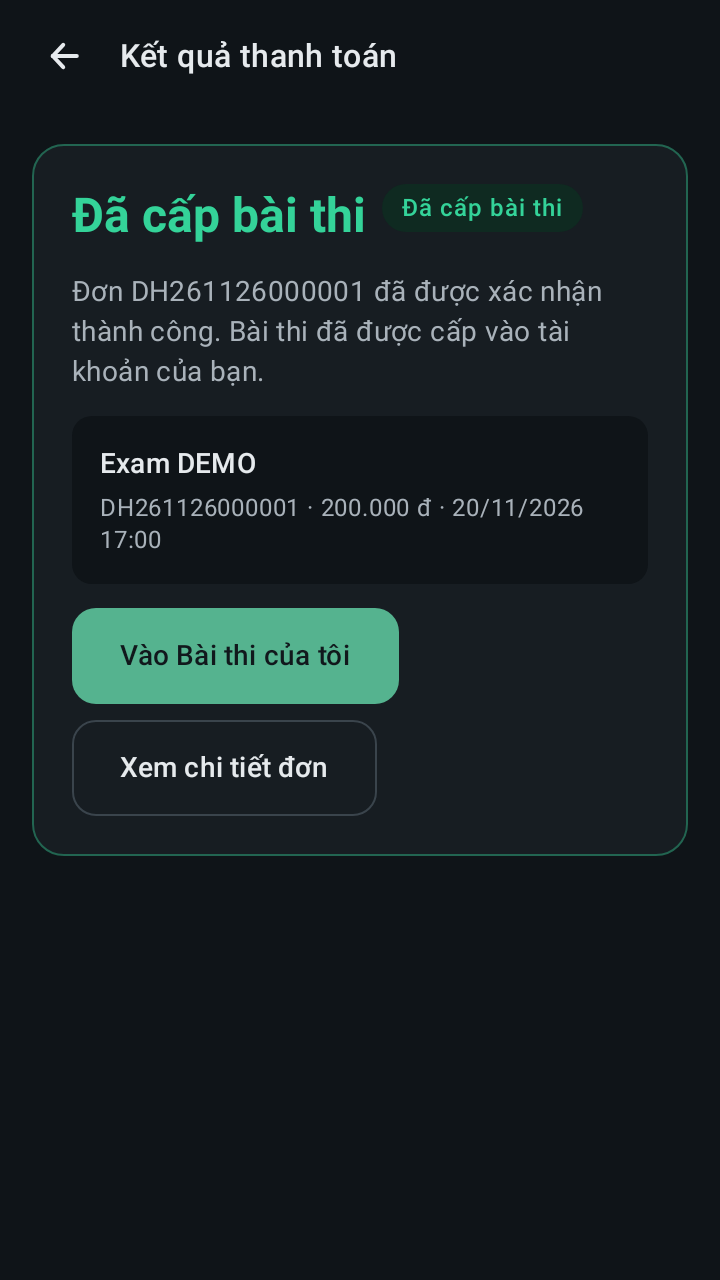 Kết quả thanh toán
Đã cấp bài thi
Đã cấp bài thi
Đơn DH261126000001 đã được xác nhận
thành công. Bài thi đã được cấp vào tài
khoản của bạn.
Exam DEMO
DH261126000001 · 200.000 đ · 20/11/2026
17:00
Vào Bài thi của tôi
Xem chi tiết đơn